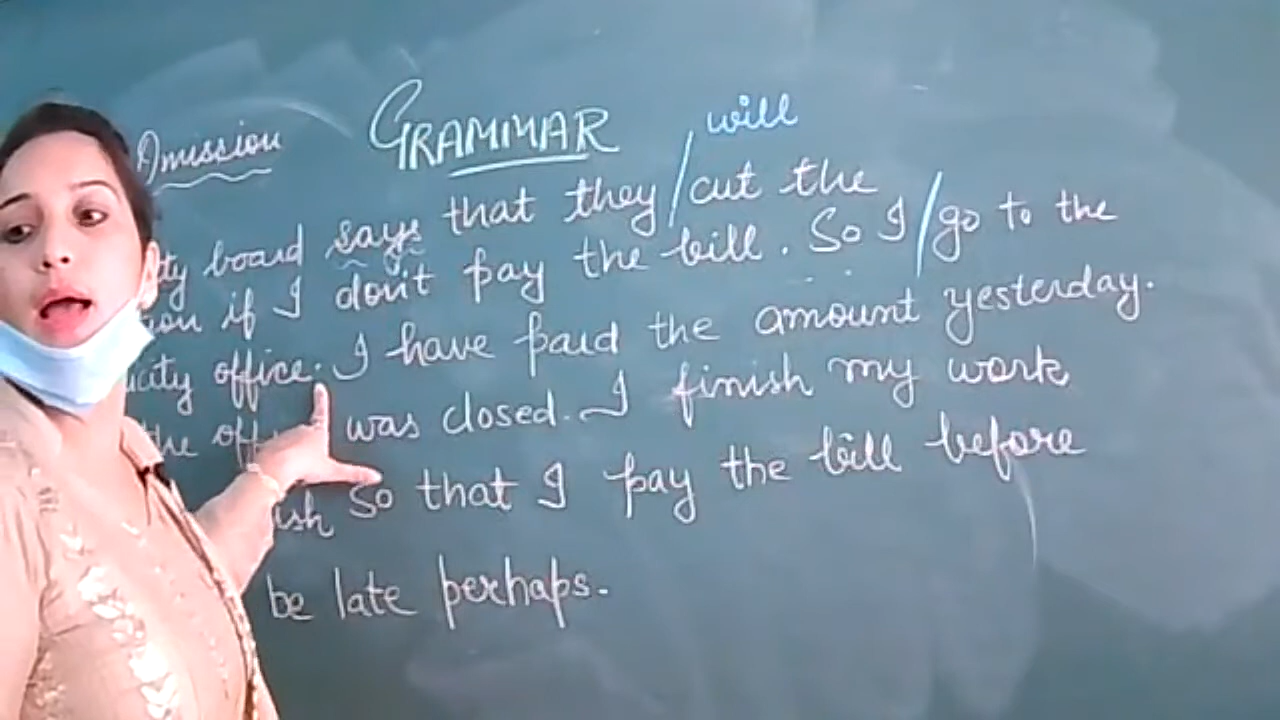 Omission GRAMMAR will
board says that they / cut the
if I don't pay the bill. So I / go to the
office. I have paid the amount yesterday.
the was closed. I finish my work
So that I pay the bill before
be late perhaps.